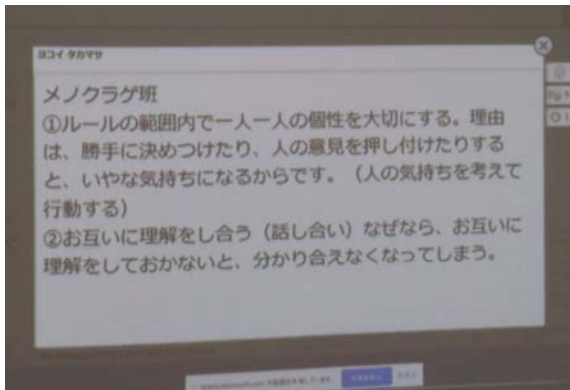 ヨコイ タカマサ
メノクラゲ班
①ルールの範囲内で一人一人の個性を大切にする。理由
は、勝手に決めつけたり、人の意見を押し付けたりする
と、いやな気持ちになるからです。（人の気持ちを考えて
行動する）
②お互いに理解をし合う（話し合い）なぜなら、お互いに
理解をしておかないと、分かり合えなくなってしまう。